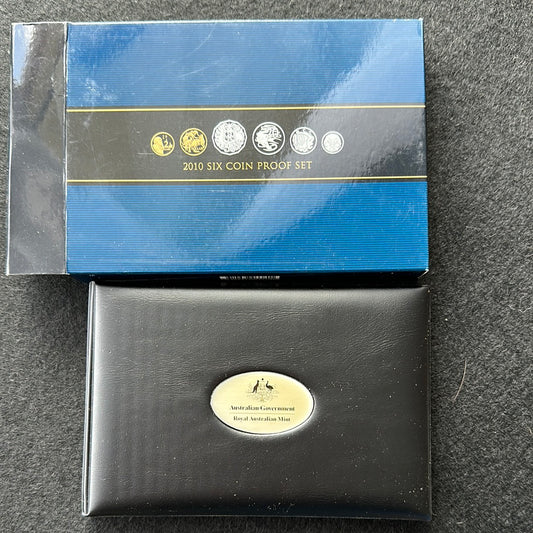 2010 SIX COIN PROOF SET
Australian Government
Royal Australian Mint